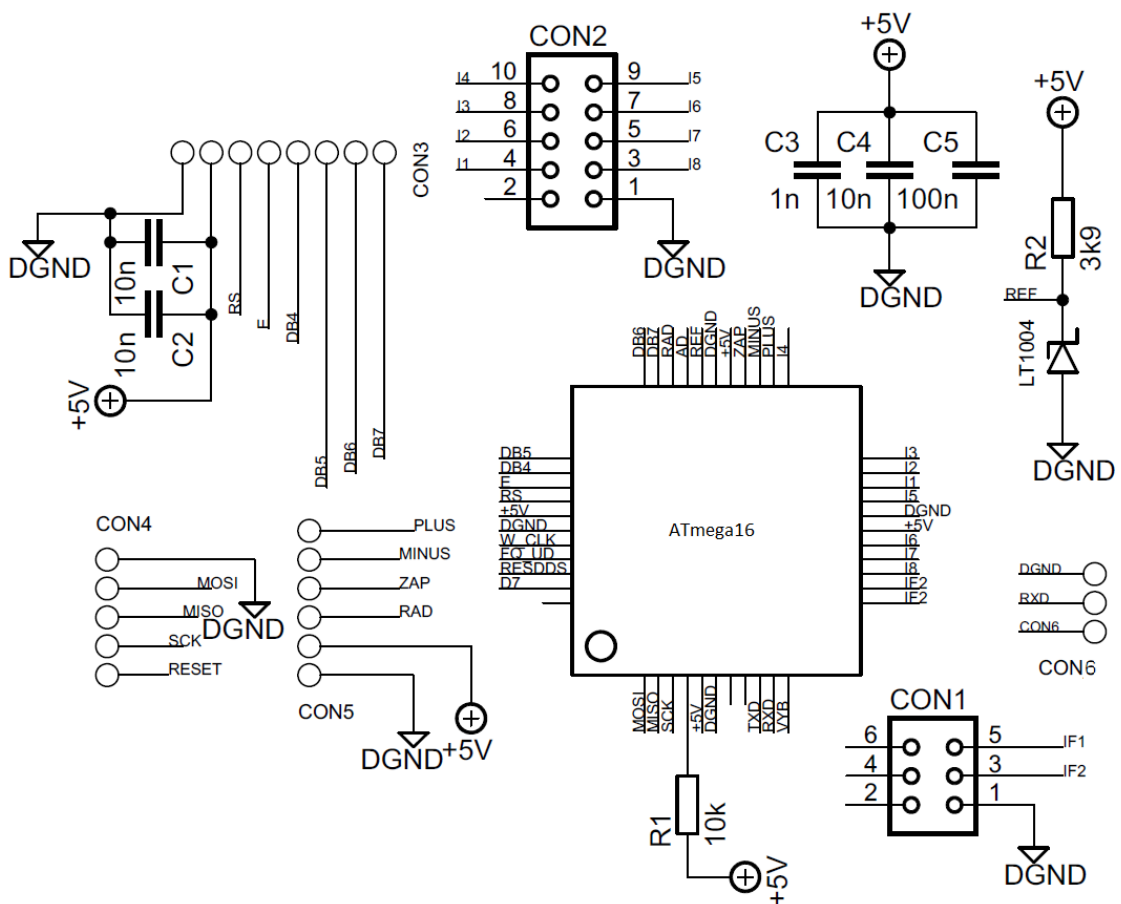 CON2
10 9
I4 I5
8 7
I3 I6
6 5
I2 I7
4 3
I1 I8
2 1
DGND
+5V
C3 C4 C5
1n 10n 100n
DGND
+5V
R2 3k9
REF
LT1004
DGND
CON3
DGND
10n C1
10n C2
+5V
RS
E
DB4
DB5
DB6
DB7
DB6
DB7
RAD
AD
REF
DGND
+5V
ZAP
MINUS
PLUS
I4
DB5
DB4
E
RS
+5V
DGND
W_CLK
FQ_UD
RESDDS
D7
ATmega16
I3
I2
I1
I5
DGND
+5V
I6
I7
I8
IF2
IF2
MOSI
MISO
SCK
+5V
DGND
TXD
RXD
VYB
R1 10k
+5V
CON4
MOSI
MISO
DGND
SCK
RESET
PLUS
MINUS
ZAP
RAD
CON5
DGND
+5V
DGND
RXD
CON6
CON6
CON1
6 5
IF1
4 3
IF2
2 1
DGND